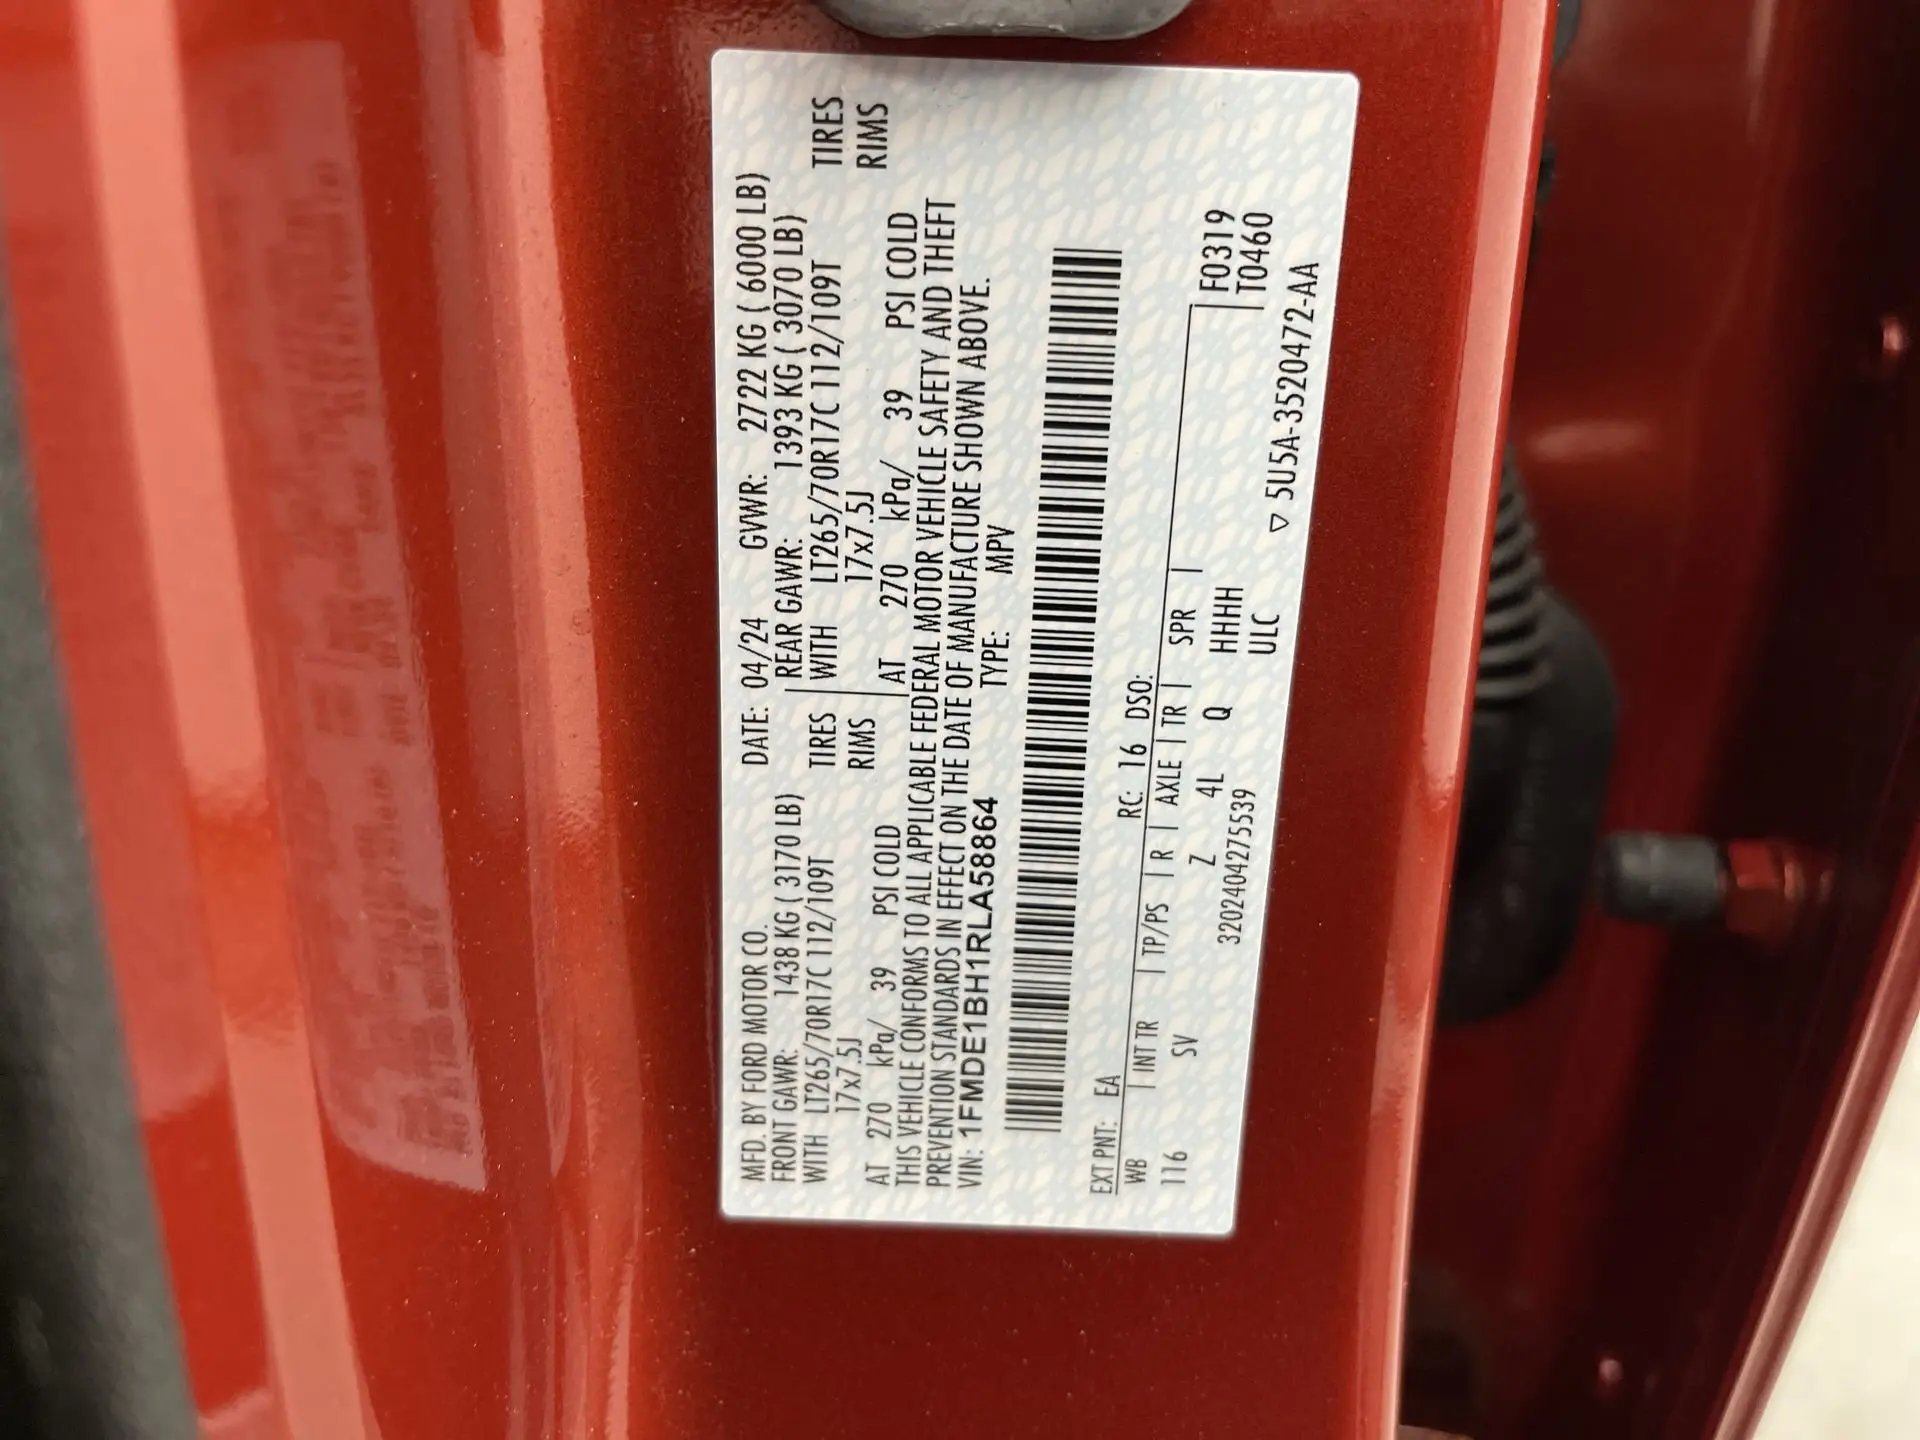 MFD. BY FORD MOTOR CO. DATE: 04/24 GVWR: 2722 KG ( 6000 LB)
FRONT GAWR: 1438 KG ( 3170 LB) REAR GAWR: 1393 KG ( 3070 LB)
WITH LT265/70R17C 112/109T TIRES WITH LT265/70R17C 112/109T TIRES
17x7.5J RIMS 17x7.5J RIMS
AT 270 kPa/ 39 PSI COLD AT 270 kPa/ 39 PSI COLD
THIS VEHICLE CONFORMS TO ALL APPLICABLE FEDERAL MOTOR VEHICLE SAFETY AND THEFT
PREVENTION STANDARDS IN EFFECT ON THE DATE OF MANUFACTURE SHOWN ABOVE.
VIN: 1FMDE1BH1RLA58864 TYPE: MPV
EXT PNT: EA RC: 16 DSO:
WB | INT TR | TP/PS | R | AXLE | TR | SPR | F0319
116 SV Z 4L Q HHHH T0460
3202404275539 ULC
▽ 5U5A-3520472-AA